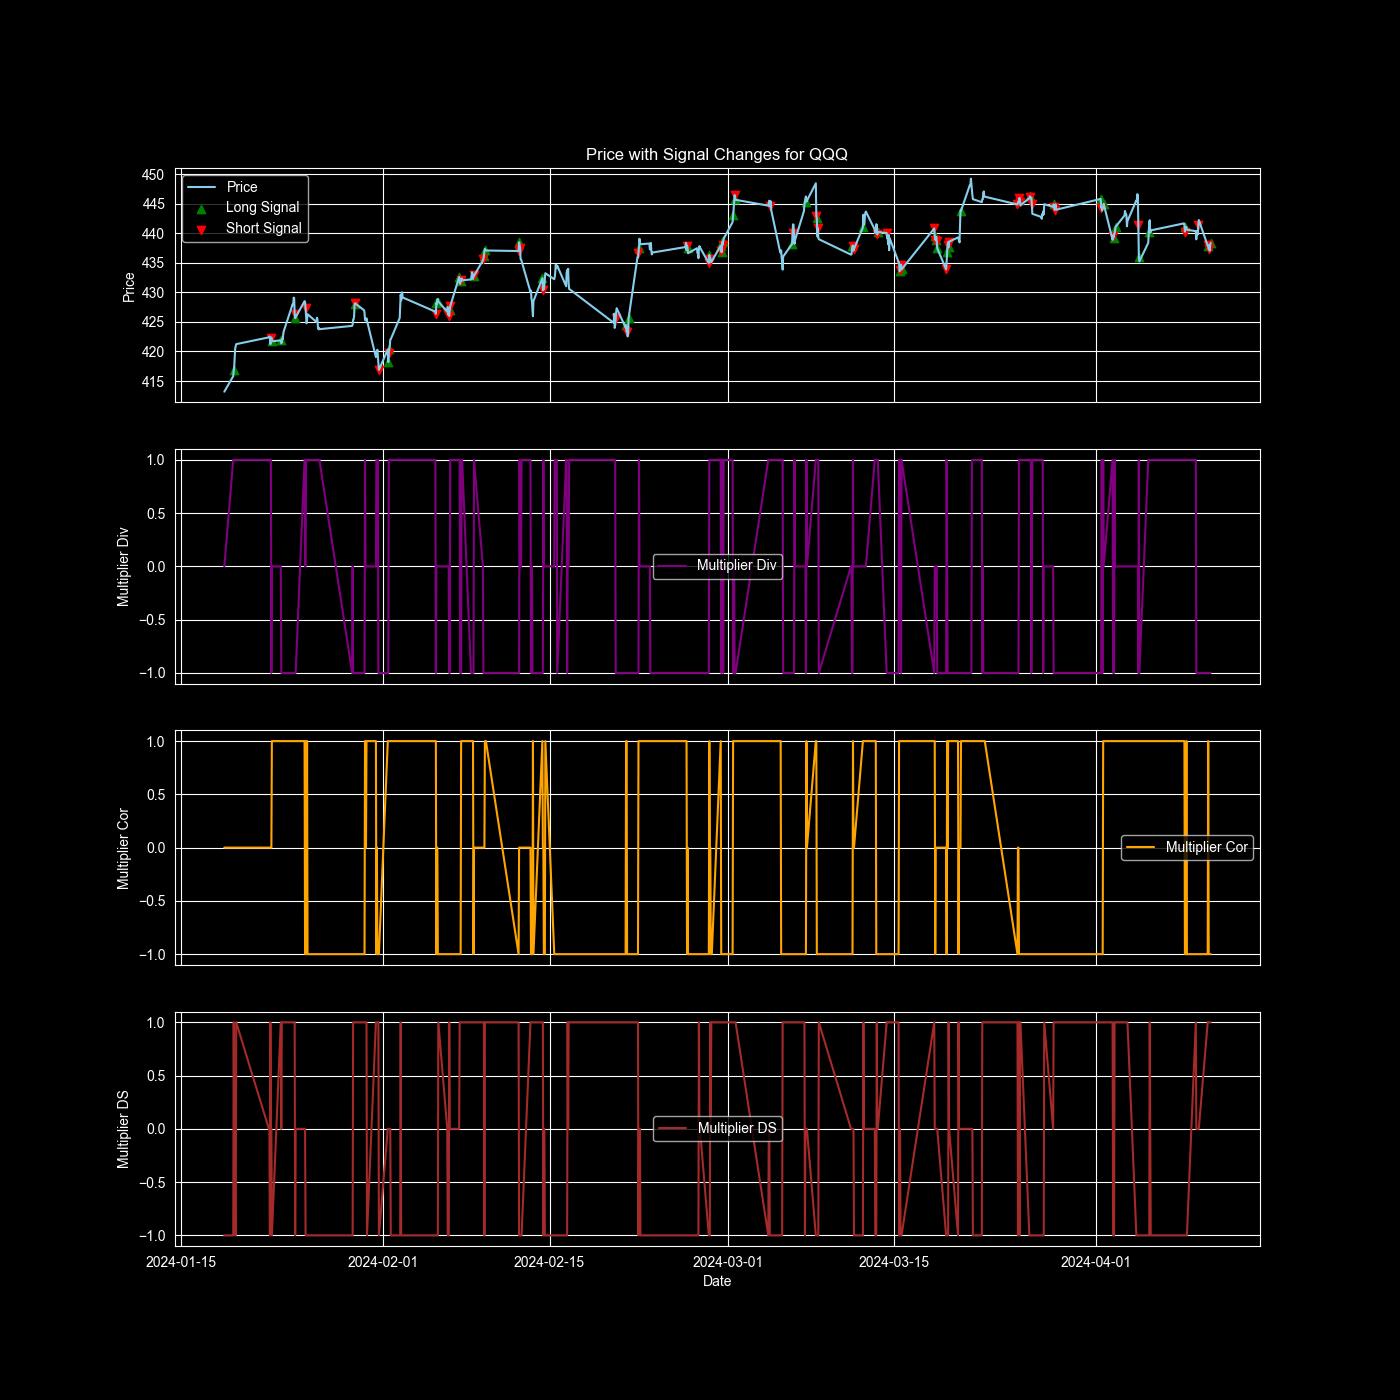 Price with Signal Changes for QQQ
450
445
440
435
430
425
420
415
Price
Price
Long Signal
Short Signal
1.0
0.5
0.0
−0.5
−1.0
Multiplier Div
Multiplier Div
1.0
0.5
0.0
−0.5
−1.0
Multiplier Cor
Multiplier Cor
1.0
0.5
0.0
−0.5
−1.0
Multiplier DS
Multiplier DS
2024-01-15
2024-02-01
2024-02-15
2024-03-01
2024-03-15
2024-04-01
Date